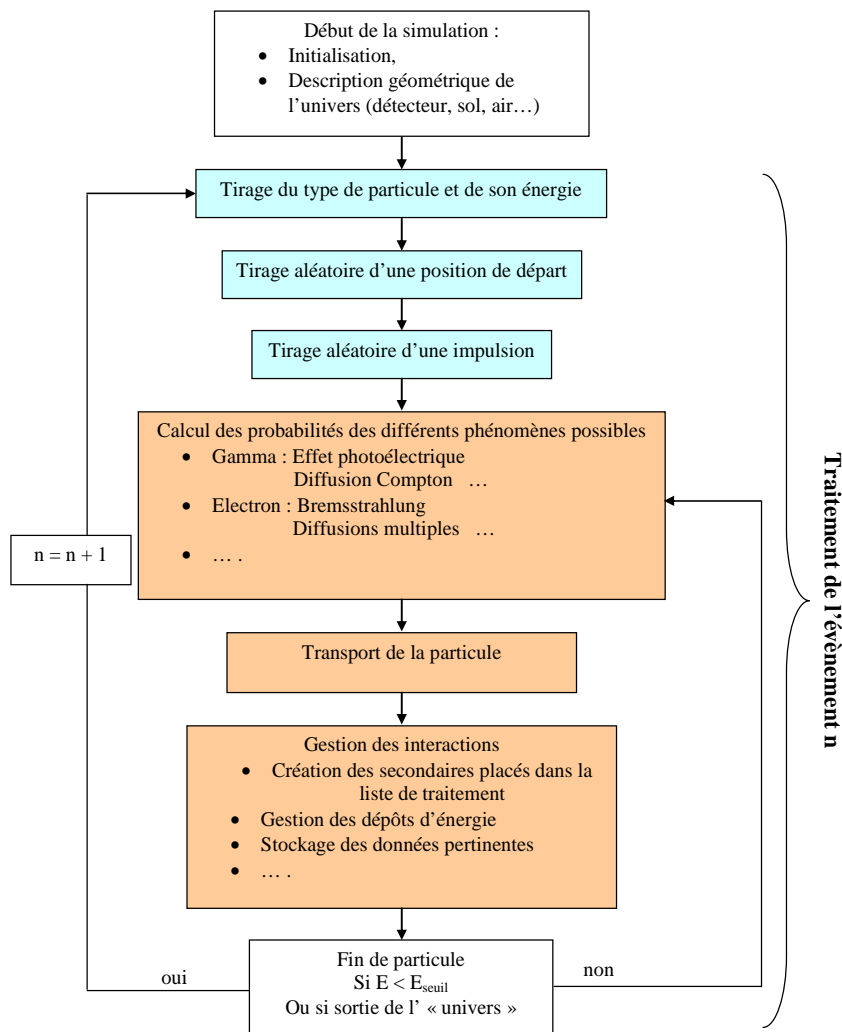 Début de la simulation :
• Initialisation,
• Description géométrique de
l’univers (détecteur, sol, air…)
Tirage du type de particule et de son énergie
Tirage aléatoire d’une position de départ
Tirage aléatoire d’une impulsion
Calcul des probabilités des différents phénomènes possibles
• Gamma : Effet photoélectrique
Diffusion Compton …
• Electron : Bremsstrahlung
Diffusions multiples …
• … .
n = n + 1
Transport de la particule
Gestion des interactions
• Création des secondaires placés dans la
liste de traitement
• Gestion des dépôts d’énergie
• Stockage des données pertinentes
• … .
Fin de particule
Si E < Eseuil
Ou si sortie de l’ « univers »
oui
non
Traitement de l’évènement n